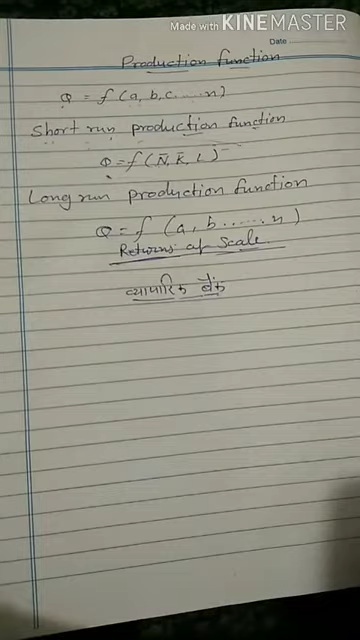 Made with KINEMASTER
Date
Production function
Q = f (a, b, c.....n)
Short run production function
Q = f (N̄, K̄, L)
Long run production function
Q = f (a, b ...... n)
Returns of Scale
व्यापारिक बैंक